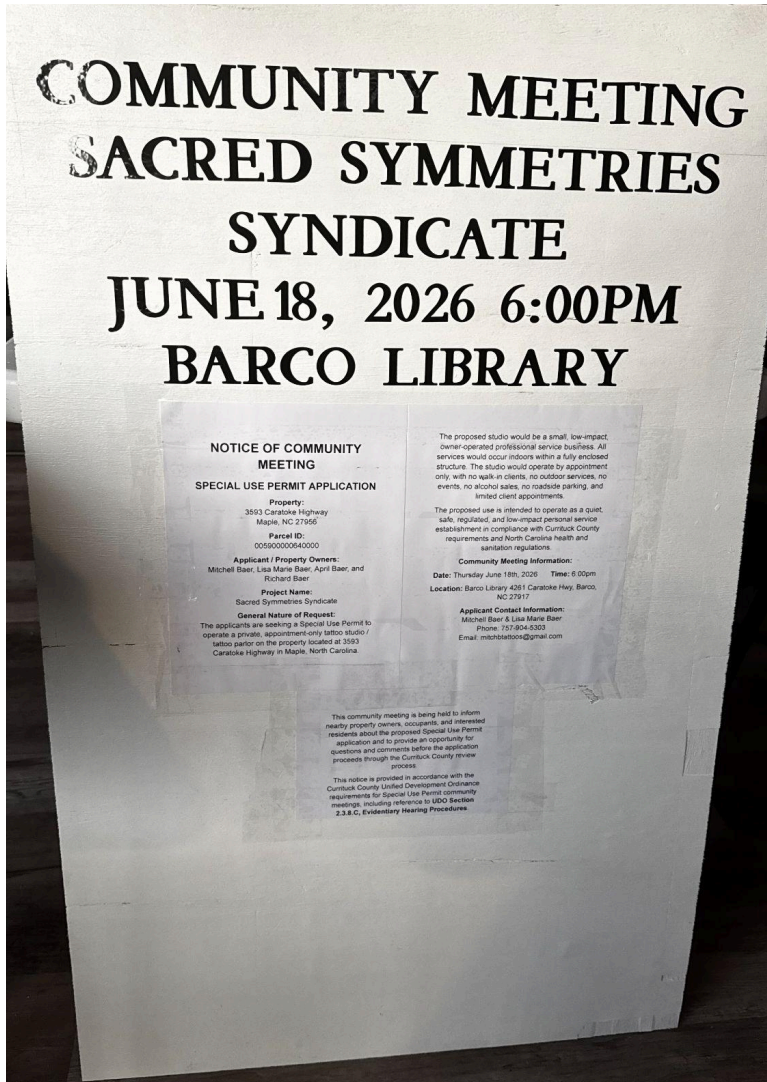 COMMUNITY MEETING
SACRED SYMMETRIES
SYNDICATE
JUNE 18, 2026 6:00PM
BARCO LIBRARY
NOTICE OF COMMUNITY
MEETING
SPECIAL USE PERMIT APPLICATION
Property:
3593 Caratoke Highway
Maple, NC 27956
Parcel ID:
005900000640000
Applicant / Property Owners:
Mitchell Baer, Lisa Marie Baer, April Baer, and
Richard Baer
Project Name:
Sacred Symmetries Syndicate
General Nature of Request:
The applicants are seeking a Special Use Permit to
operate a private, appointment-only tattoo studio /
tattoo parlor on the property located at 3593
Caratoke Highway in Maple, North Carolina.
The proposed studio would be a small, low-impact,
owner-operated professional service business. All
services would occur indoors within a fully enclosed
structure. The studio would operate by appointment
only, with no walk-in clients, no outdoor services, no
events, no alcohol sales, no roadside parking, and
limited client appointments.
The proposed use is intended to operate as a quiet,
safe, regulated, and low-impact personal service
establishment in compliance with Currituck County
requirements and North Carolina health and
sanitation regulations.
Community Meeting Information:
Date: Thursday June 18th, 2026 Time: 6:00pm
Location: Barco Library 4261 Caratoke Hwy, Barco,
NC 27917
Applicant Contact Information:
Mitchell Baer & Lisa Marie Baer
Phone: 757-904-5303
Email: mitchbtattoos@gmail.com
This community meeting is being held to inform
nearby property owners, occupants, and interested
residents about the proposed Special Use Permit
application and to provide an opportunity for
questions and comments before the application
proceeds through the Currituck County review
process.
This notice is provided in accordance with the
Currituck County Unified Development Ordinance
requirements for Special Use Permit community
meetings, including reference to UDO Section
2.3.8.C, Evidentiary Hearing Procedures.